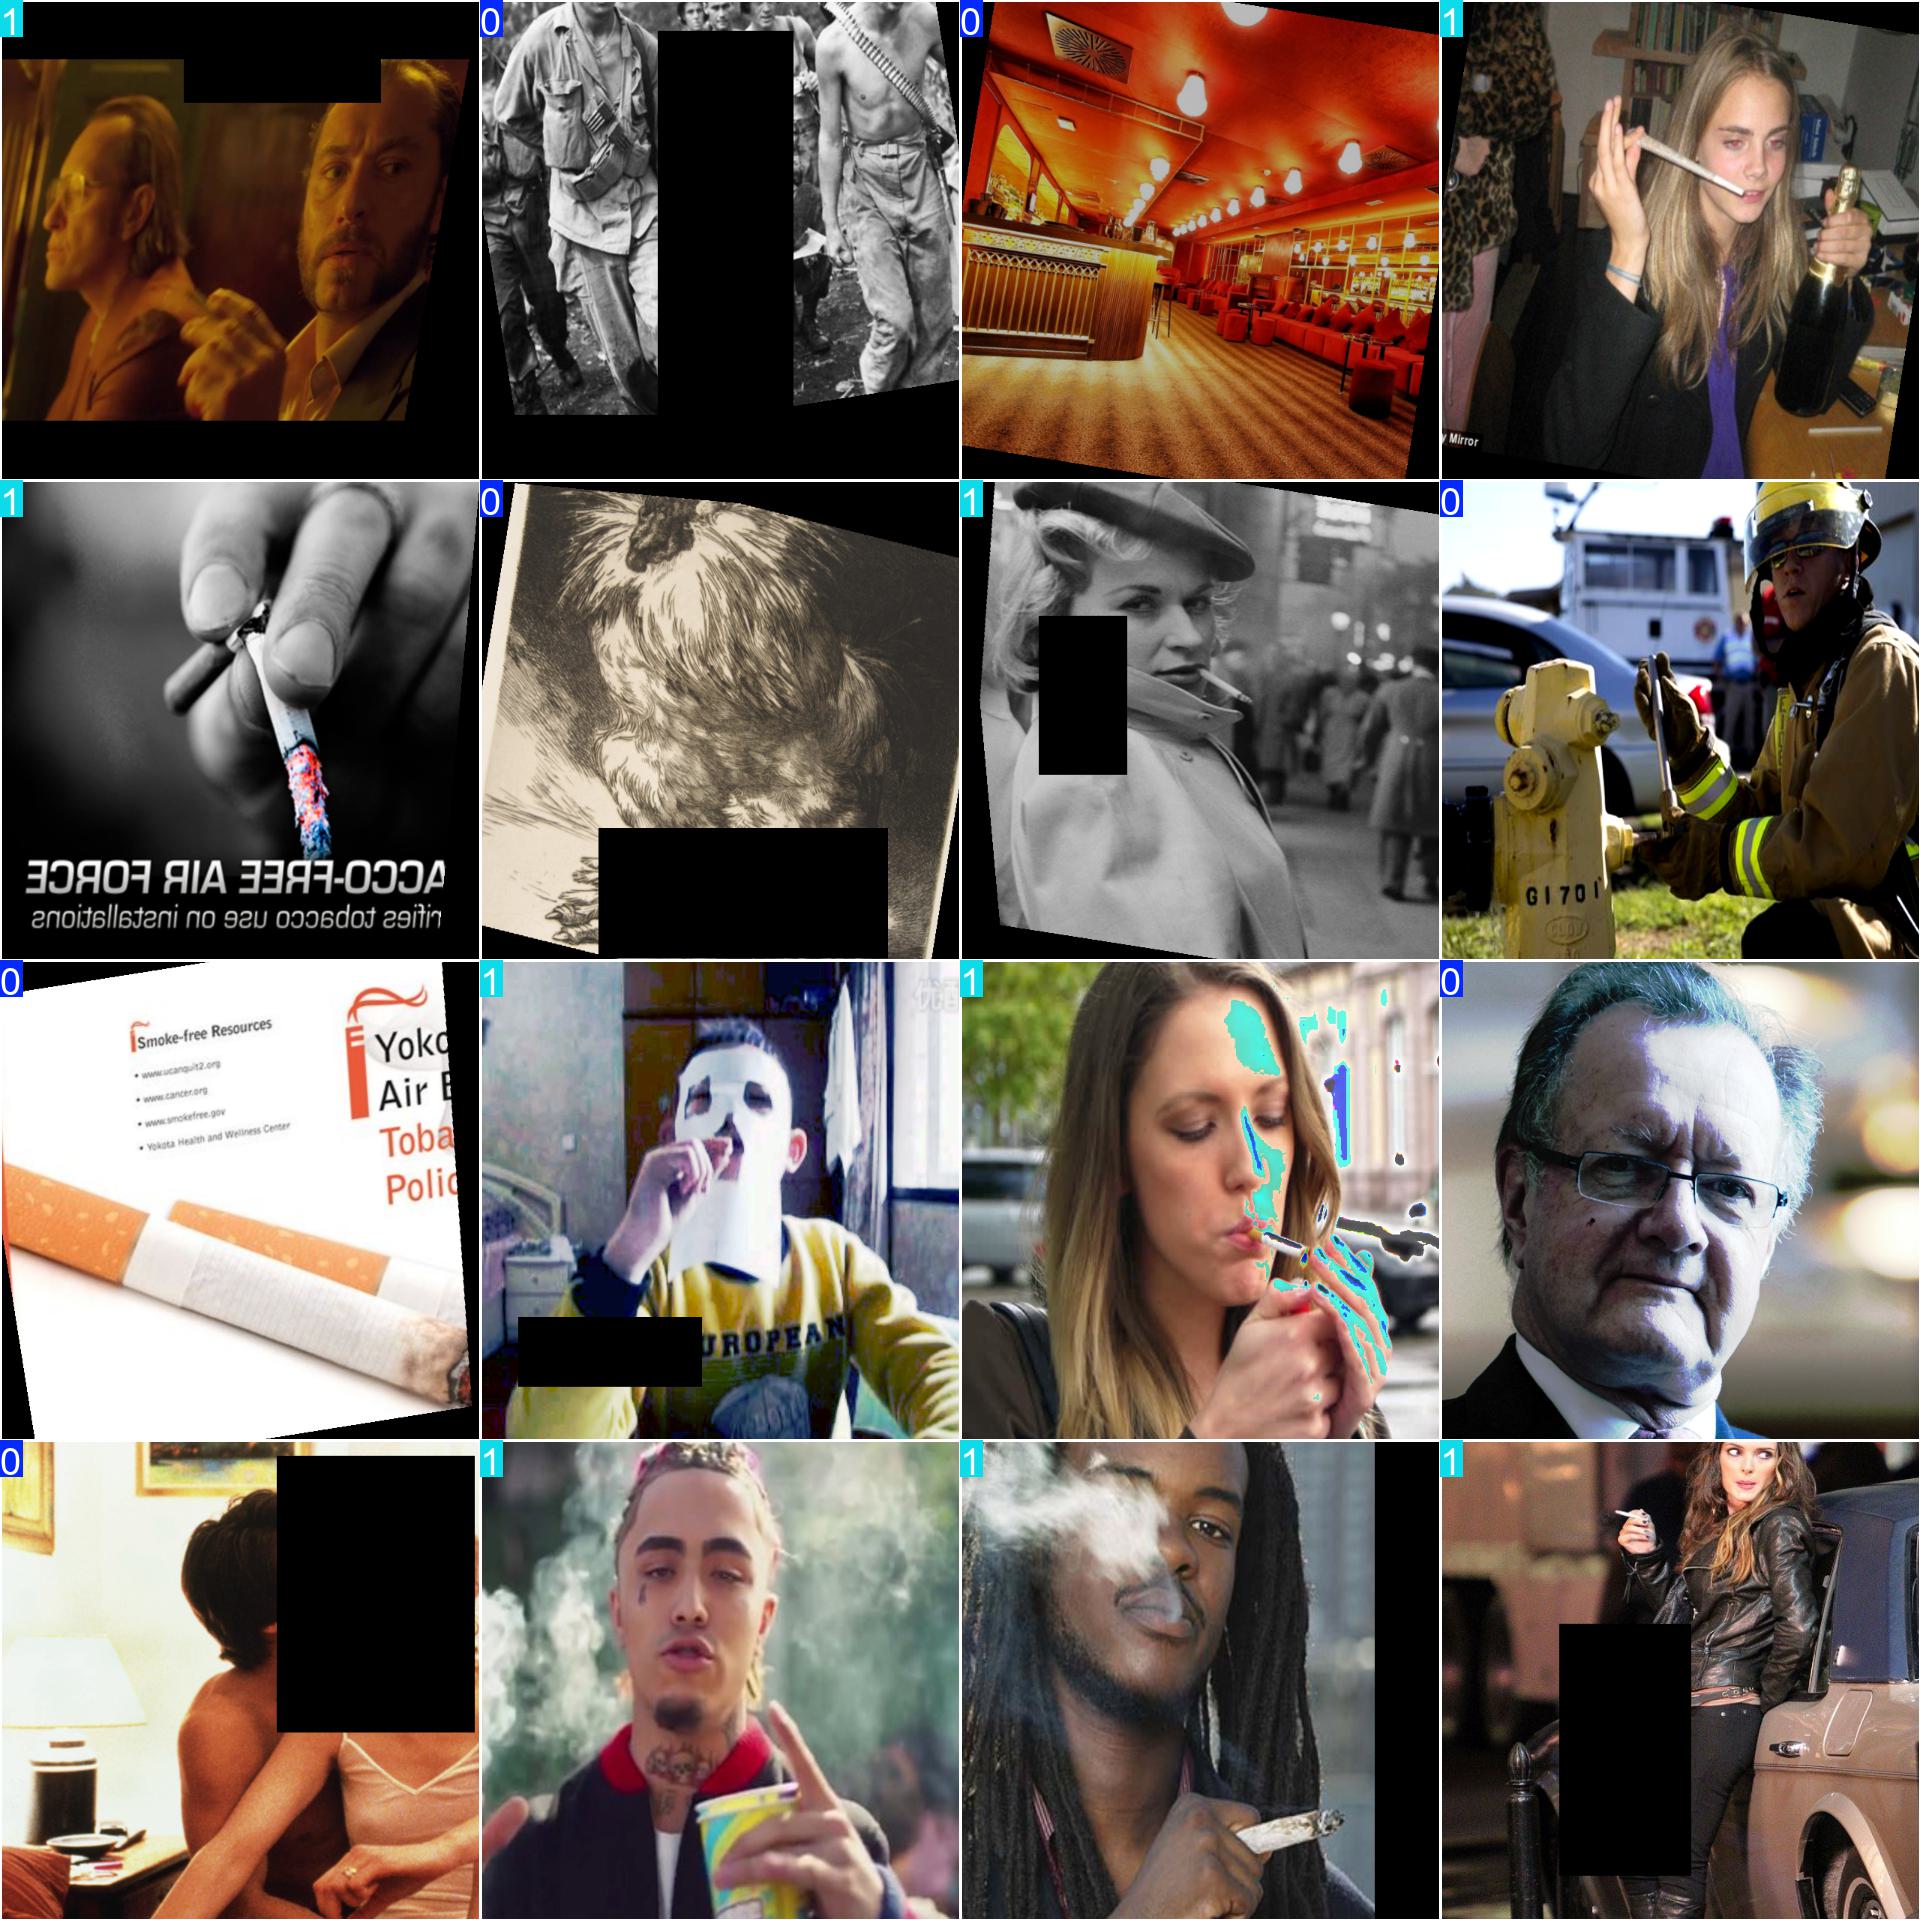 1
0
0
1
y Mirror
1
0
1
0
ACCO-FREE AIR FORCE
rifies tobacco use on installations
G1701
CLOW
0
1
1
0
Smoke-free Resources
• www.ucanquit2.org
• www.cancer.org
• www.smokefree.gov
• Yokota Health and Wellness Center
Yoko
Air B
Toba
Polic
UROPEAN
0
1
1
1